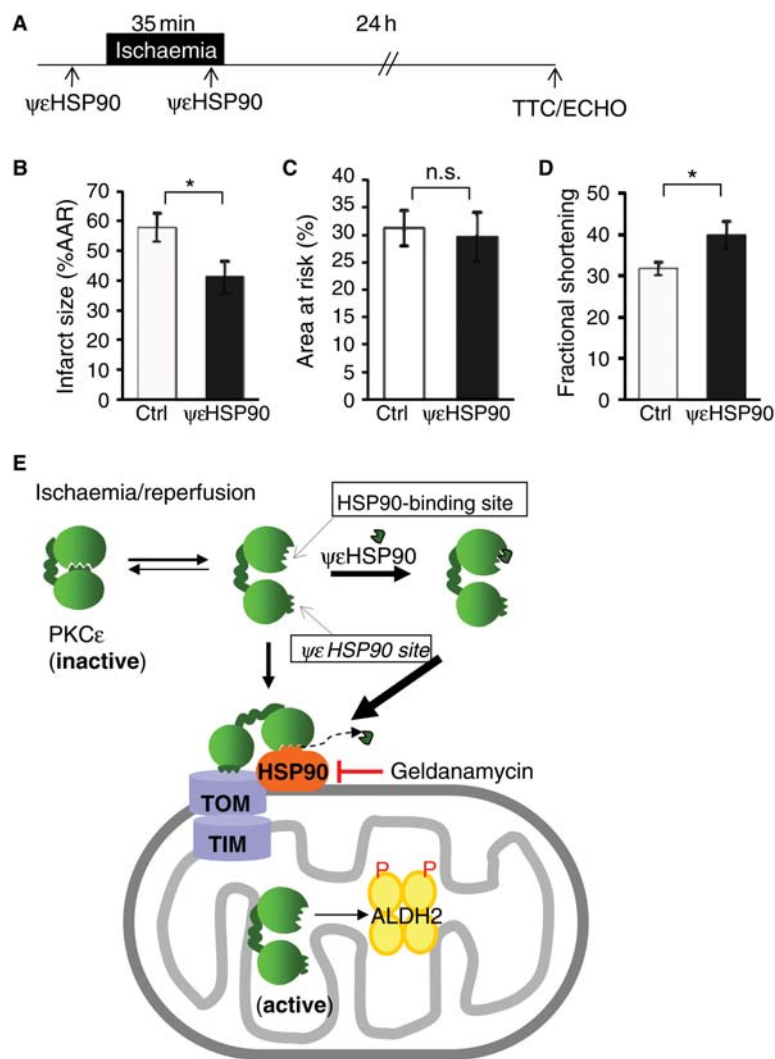 A
35 min
24 h
Ischaemia
ψεHSP90
ψεHSP90
TTC/ECHO
B
*
Infarct size (%AAR)
70
60
50
40
30
20
10
0
Ctrl ψεHSP90
C
n.s.
Area at risk (%)
40
35
30
25
20
15
10
5
0
Ctrl ψεHSP90
D
*
Fractional shortening
50
40
30
20
10
0
Ctrl ψεHSP90
E
Ischaemia/reperfusion
HSP90-binding site
ψεHSP90
PKCε
(inactive)
ψε HSP90 site
HSP90
Geldanamycin
TOM
TIM
P P
ALDH2
(active)